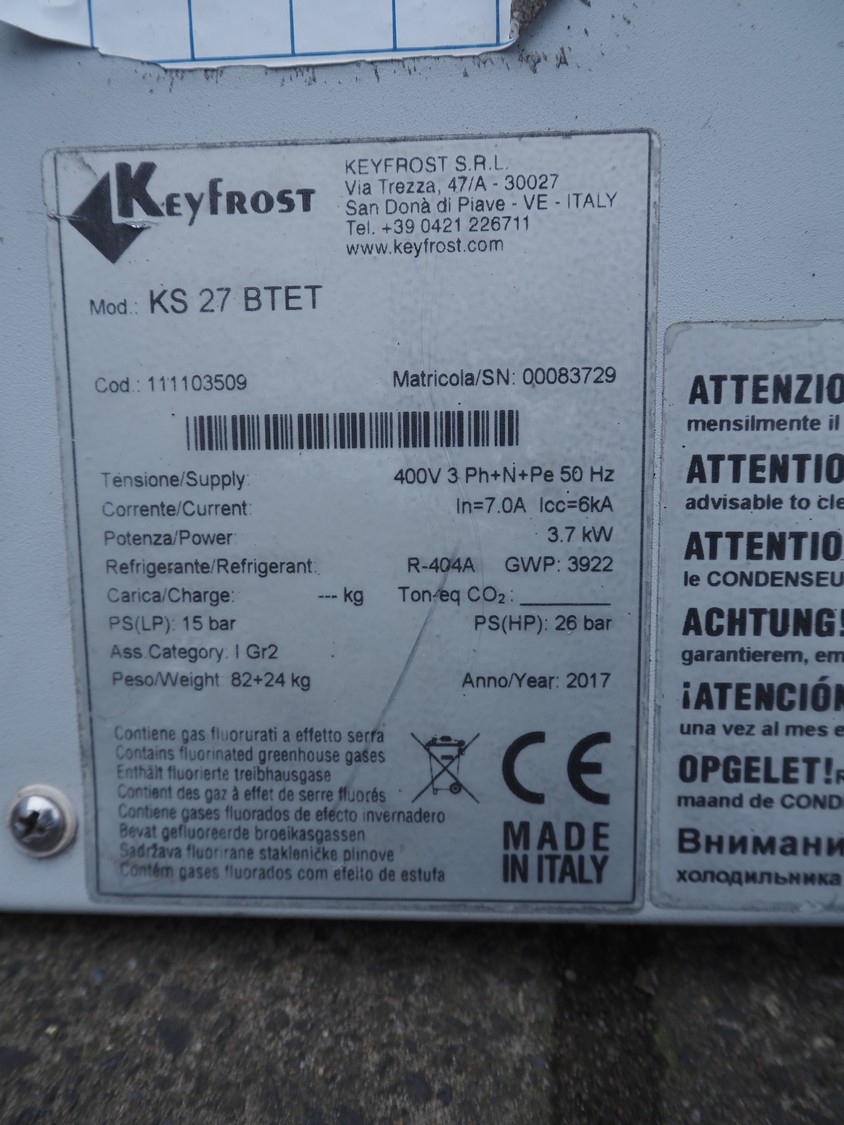 KEYFROST
KEYFROST S.R.L.
Via Trezza, 47/A - 30027
San Donà di Piave - VE - ITALY
Tel. +39 0421 226711
www.keyfrost.com
Mod.: KS 27 BTET
Cod.: 111103509 Matricola/SN: 00083729
Tensione/Supply: 400V 3 Ph+N+Pe 50 Hz
Corrente/Current: In=7.0A Icc=6kA
Potenza/Power: 3.7 kW
Refrigerante/Refrigerant: R-404A GWP: 3922
Carica/Charge: --- kg Ton-eq CO₂: ________
PS(LP): 15 bar PS(HP): 26 bar
Ass.Category: I Gr2
Peso/Weight: 82+24 kg Anno/Year: 2017
Contiene gas fluorurati a effetto serra
Contains fluorinated greenhouse gases
Enthält fluorierte treibhausgase
Contient des gaz à effet de serre fluorés
Contiene gases fluorados de efecto invernadero
Bevat gefluoreerde broeikasgassen
Sadržava fluorirane stakleničke plinove
Contém gases fluorados com efeito de estufa
CE
MADE
IN ITALY
ATTENZIO
mensilmente il
ATTENTIO
advisable to cle
ATTENTIO
le CONDENSEU
ACHTUNG!
garantierem, em
¡ATENCIÓN
una vez al mes e
OPGELET!
maand de COND
Внимани
холодильника